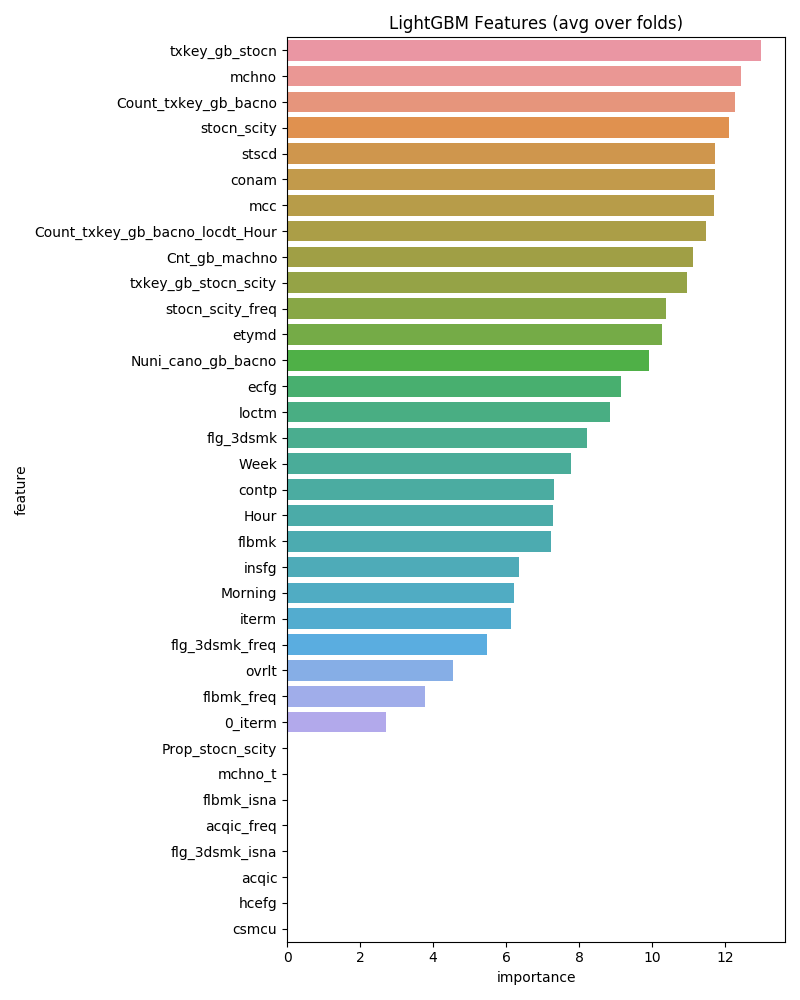 LightGBM Features (avg over folds)
txkey_gb_stocn
mchno
Count_txkey_gb_bacno
stocn_scity
stscd
conam
mcc
Count_txkey_gb_bacno_locdt_Hour
Cnt_gb_machno
txkey_gb_stocn_scity
stocn_scity_freq
etymd
Nuni_cano_gb_bacno
ecfg
loctm
flg_3dsmk
Week
contp
Hour
flbmk
insfg
Morning
iterm
flg_3dsmk_freq
ovrlt
flbmk_freq
0_iterm
Prop_stocn_scity
mchno_t
flbmk_isna
acqic_freq
flg_3dsmk_isna
acqic
hcefg
csmcu
feature
0 2 4 6 8 10 12
importance